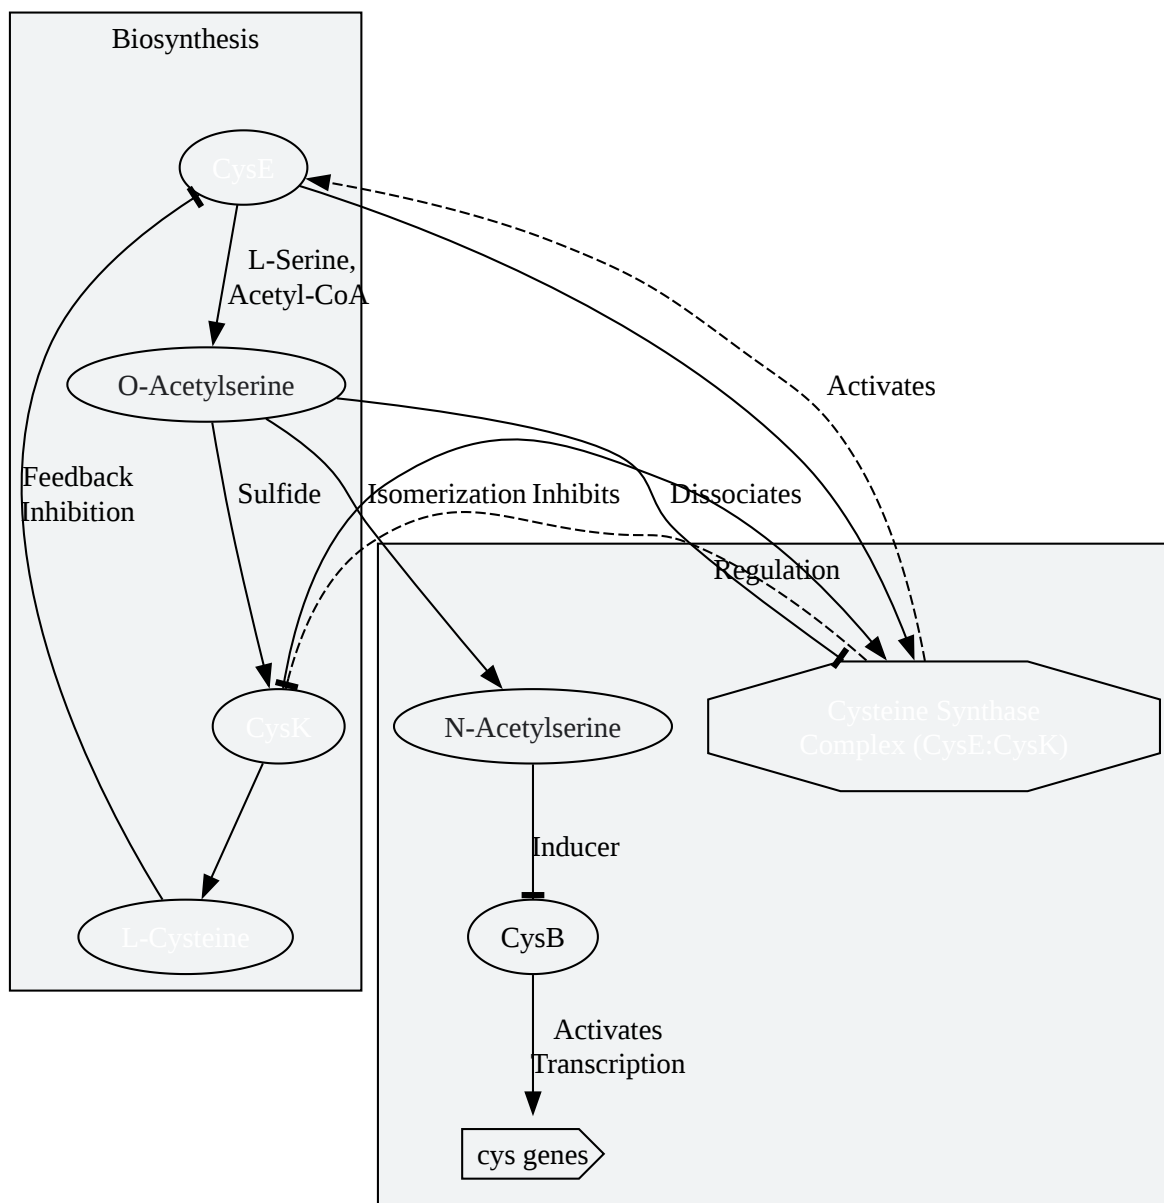 Biosynthesis
CysE
L-Serine,
Acetyl-CoA
Activates
O-Acetylserine
Feedback
Inhibition
Sulfide
Isomerization
Inhibits
Dissociates
Regulation
CysK
N-Acetylserine
Cysteine Synthase
Complex (CysE:CysK)
Inducer
L-Cysteine
CysB
Activates
Transcription
cys genes